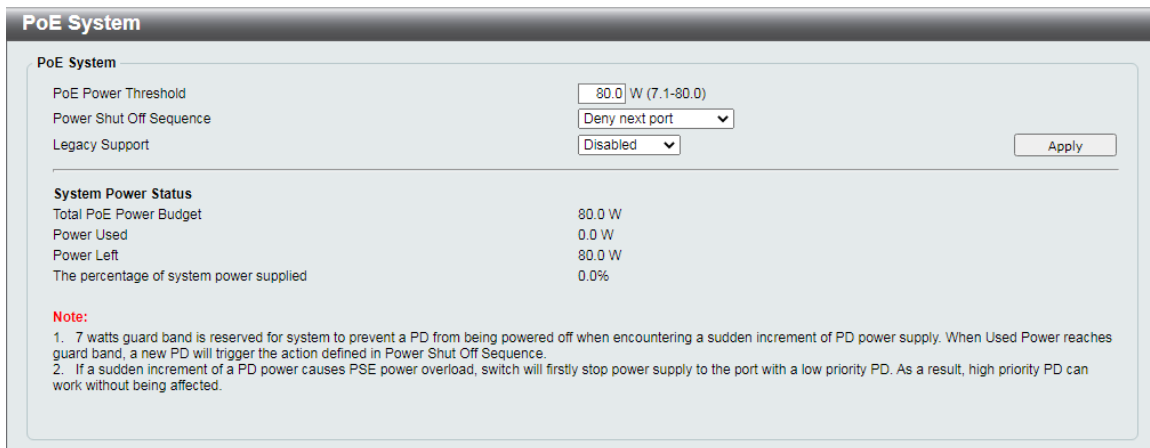 PoE System
PoE System
PoE Power Threshold 80.0 W (7.1-80.0)
Power Shut Off Sequence Deny next port
Legacy Support Disabled Apply
System Power Status
Total PoE Power Budget 80.0 W
Power Used 0.0 W
Power Left 80.0 W
The percentage of system power supplied 0.0%
Note:
1. 7 watts guard band is reserved for system to prevent a PD from being powered off when encountering a sudden increment of PD power supply. When Used Power reaches
guard band, a new PD will trigger the action defined in Power Shut Off Sequence.
2. If a sudden increment of a PD power causes PSE power overload, switch will firstly stop power supply to the port with a low priority PD. As a result, high priority PD can
work without being affected.